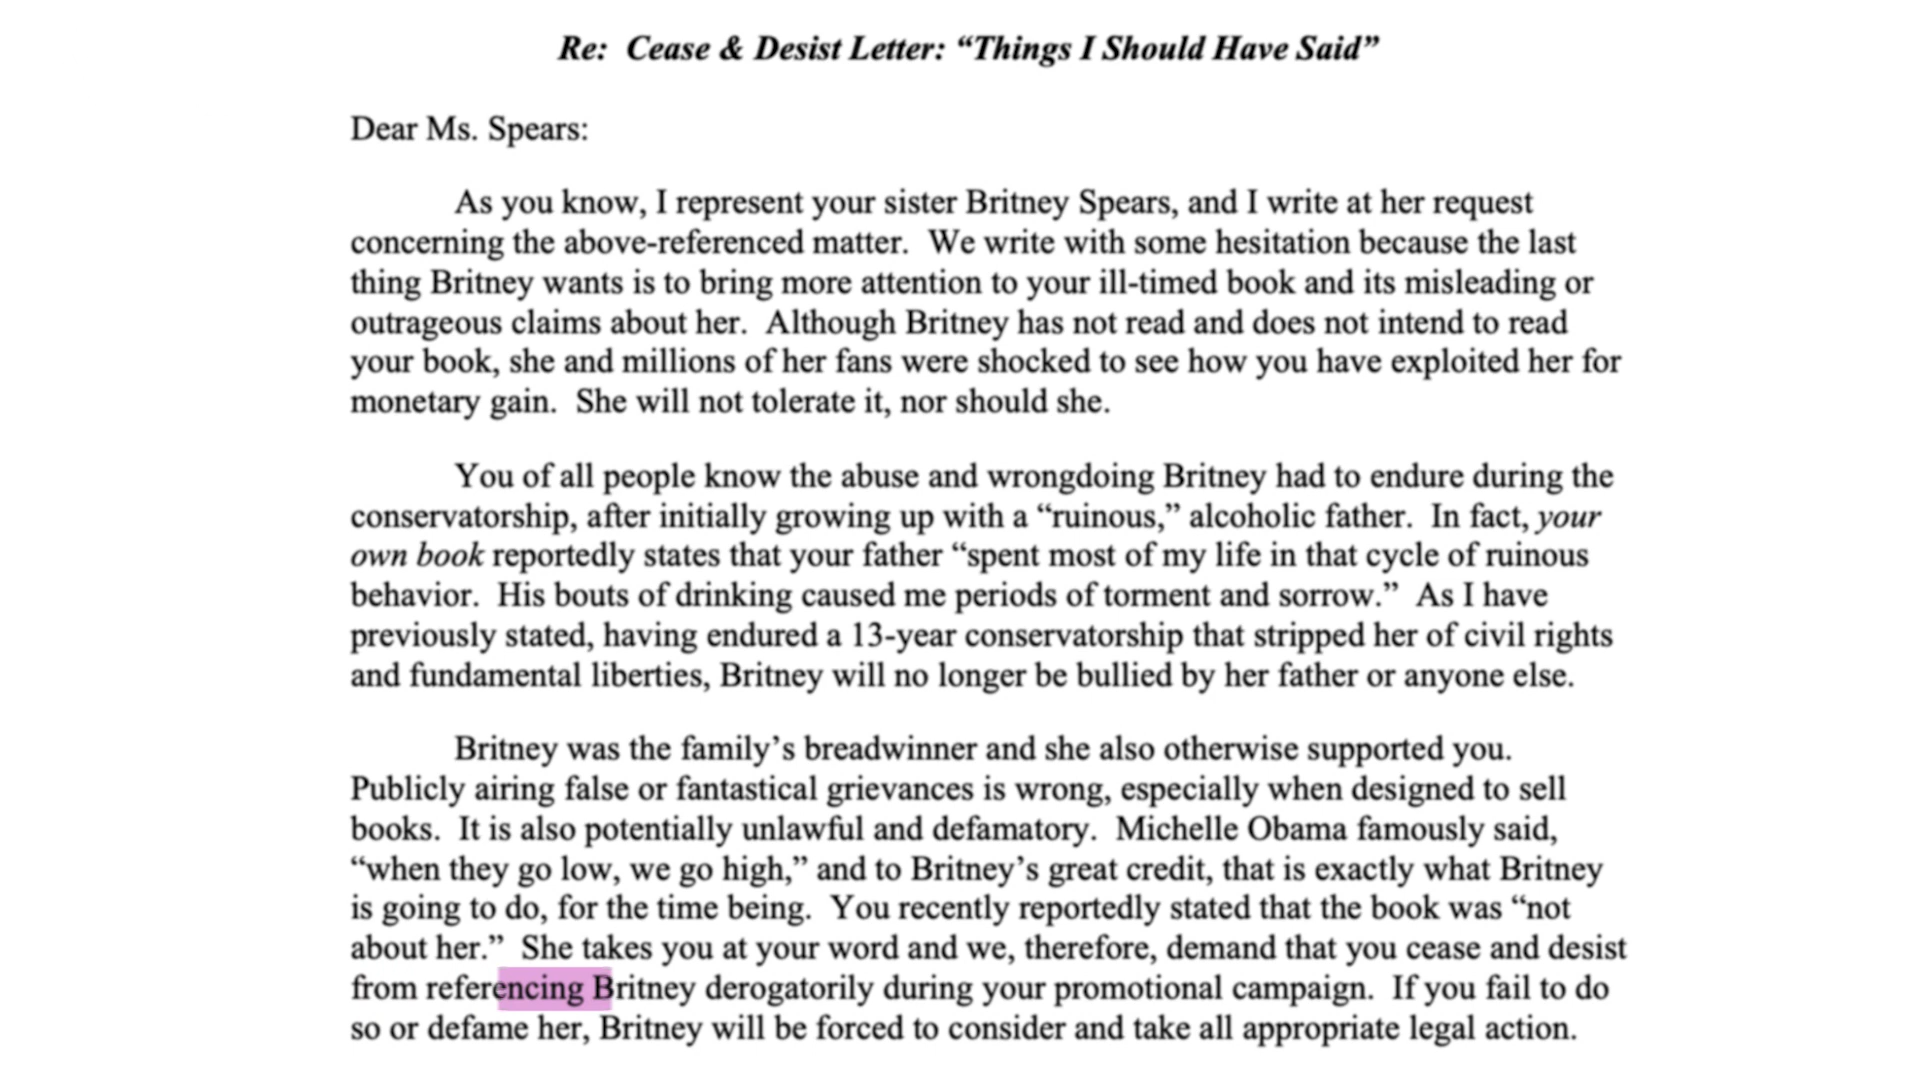 Re:  Cease & Desist Letter: “Things I Should Have Said”
Dear Ms. Spears:
As you know, I represent your sister Britney Spears, and I write at her request
concerning the above-referenced matter.  We write with some hesitation because the last
thing Britney wants is to bring more attention to your ill-timed book and its misleading or
outrageous claims about her.  Although Britney has not read and does not intend to read
your book, she and millions of her fans were shocked to see how you have exploited her for
monetary gain.  She will not tolerate it, nor should she.
You of all people know the abuse and wrongdoing Britney had to endure during the
conservatorship, after initially growing up with a “ruinous,” alcoholic father.  In fact, your
own book reportedly states that your father “spent most of my life in that cycle of ruinous
behavior.  His bouts of drinking caused me periods of torment and sorrow.”  As I have
previously stated, having endured a 13-year conservatorship that stripped her of civil rights
and fundamental liberties, Britney will no longer be bullied by her father or anyone else.
Britney was the family’s breadwinner and she also otherwise supported you.
Publicly airing false or fantastical grievances is wrong, especially when designed to sell
books.  It is also potentially unlawful and defamatory.  Michelle Obama famously said,
“when they go low, we go high,” and to Britney’s great credit, that is exactly what Britney
is going to do, for the time being.  You recently reportedly stated that the book was “not
about her.”  She takes you at your word and we, therefore, demand that you cease and desist
from referencing Britney derogatorily during your promotional campaign.  If you fail to do
so or defame her, Britney will be forced to consider and take all appropriate legal action.